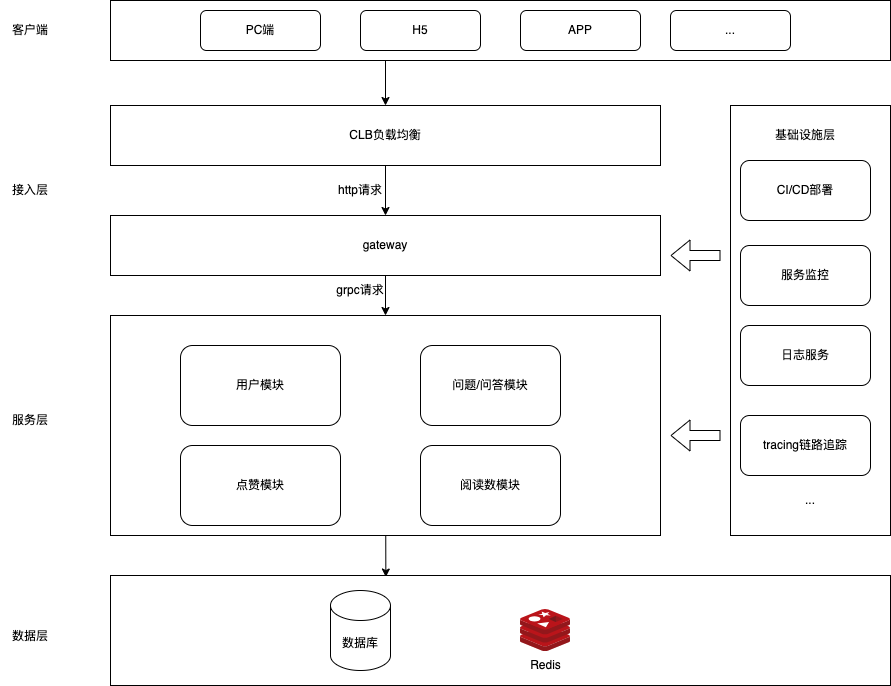 客户端
PC端
H5
APP
...
CLB负载均衡
基础设施层
接入层
http请求
CI/CD部署
gateway
服务监控
grpc请求
日志服务
服务层
用户模块
问题/问答模块
点赞模块
阅读数模块
tracing链路追踪
...
数据层
数据库
Redis